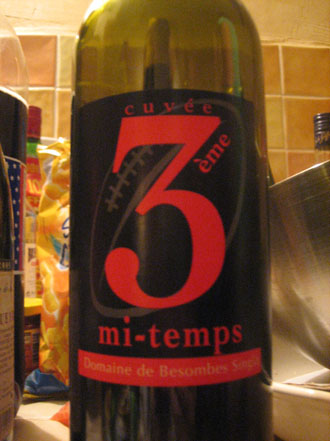 cuvée
3ème
mi-temps
Domaine de Besombes Singla